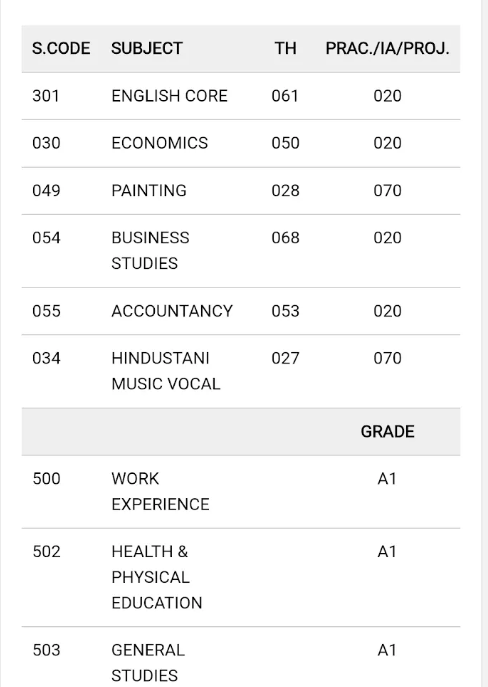 S.CODE SUBJECT TH PRAC./IA/PROJ.
301 ENGLISH CORE 061 020
030 ECONOMICS 050 020
049 PAINTING 028 070
054 BUSINESS 068 020
STUDIES
055 ACCOUNTANCY 053 020
034 HINDUSTANI 027 070
MUSIC VOCAL
GRADE
500 WORK A1
EXPERIENCE
502 HEALTH & A1
PHYSICAL
EDUCATION
503 GENERAL A1
STUDIES